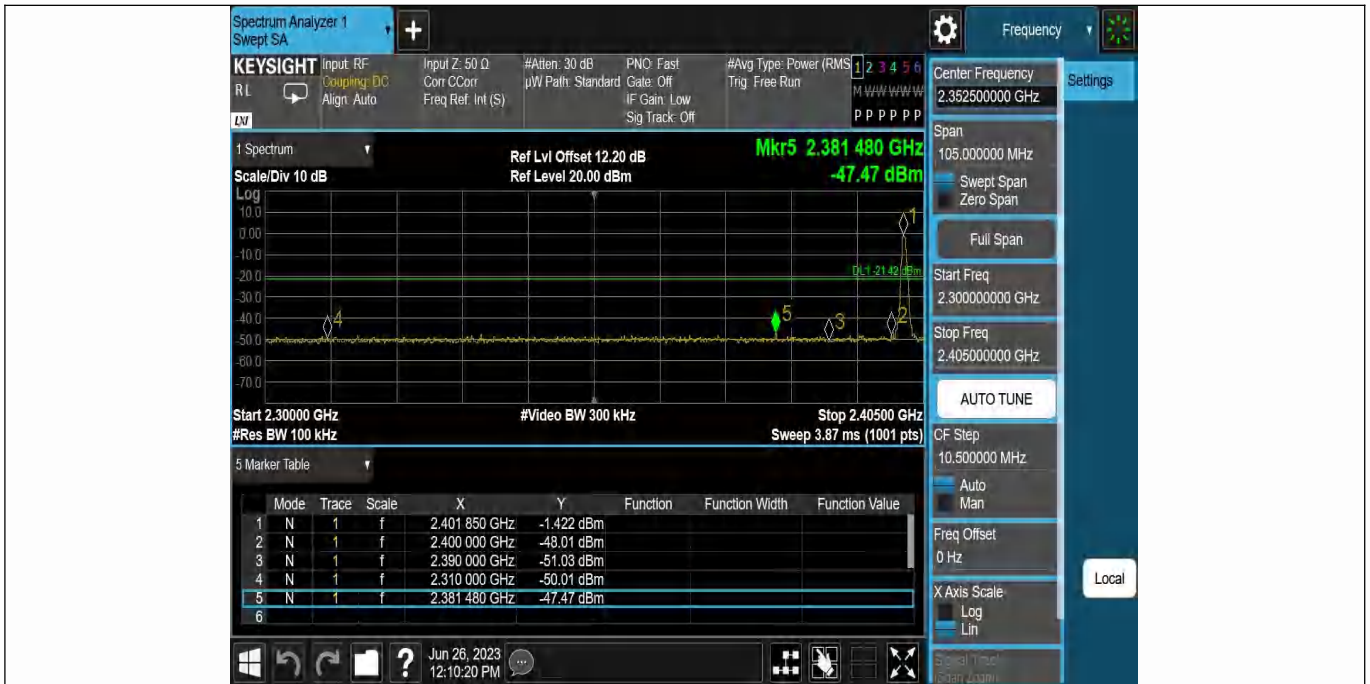 Spectrum Analyzer 1
Swept SA
+
Frequency
KEYSIGHT
RL
LXI
Input: RF
Coupling: DC
Align: Auto
Input Z: 50 Ω
Corr CCorr
Freq Ref: Int (S)
#Atten: 30 dB
µW Path: Standard
PNO: Fast
Gate: Off
IF Gain: Low
Sig Track: Off
#Avg Type: Power (RMS
Trig: Free Run
1 2 3 4 5 6
M W W W W W
P P P P P P
1 Spectrum
Scale/Div 10 dB
Ref Lvl Offset 12.20 dB
Ref Level 20.00 dBm
Mkr5 2.381 480 GHz
-47.47 dBm
Log
10.0
0.00
-10.0
-20.0
-30.0
-40.0
-50.0
-60.0
-70.0
1
DL1 -21.42 dBm
4
5
3
2
Start 2.30000 GHz
#Video BW 300 kHz
Stop 2.40500 GHz
#Res BW 100 kHz
Sweep 3.87 ms (1001 pts)
5 Marker Table
Mode Trace Scale X Y Function Function Width Function Value
1 N 1 f 2.401 850 GHz -1.422 dBm
2 N 1 f 2.400 000 GHz -48.01 dBm
3 N 1 f 2.390 000 GHz -51.03 dBm
4 N 1 f 2.310 000 GHz -50.01 dBm
5 N 1 f 2.381 480 GHz -47.47 dBm
6
?
Jun 26, 2023
12:10:20 PM
Center Frequency
2.352500000 GHz
Settings
Span
105.000000 MHz
Swept Span
Zero Span
Full Span
Start Freq
2.300000000 GHz
Stop Freq
2.405000000 GHz
AUTO TUNE
CF Step
10.500000 MHz
Auto
Man
Freq Offset
0 Hz
X Axis Scale
Log
Lin
Local